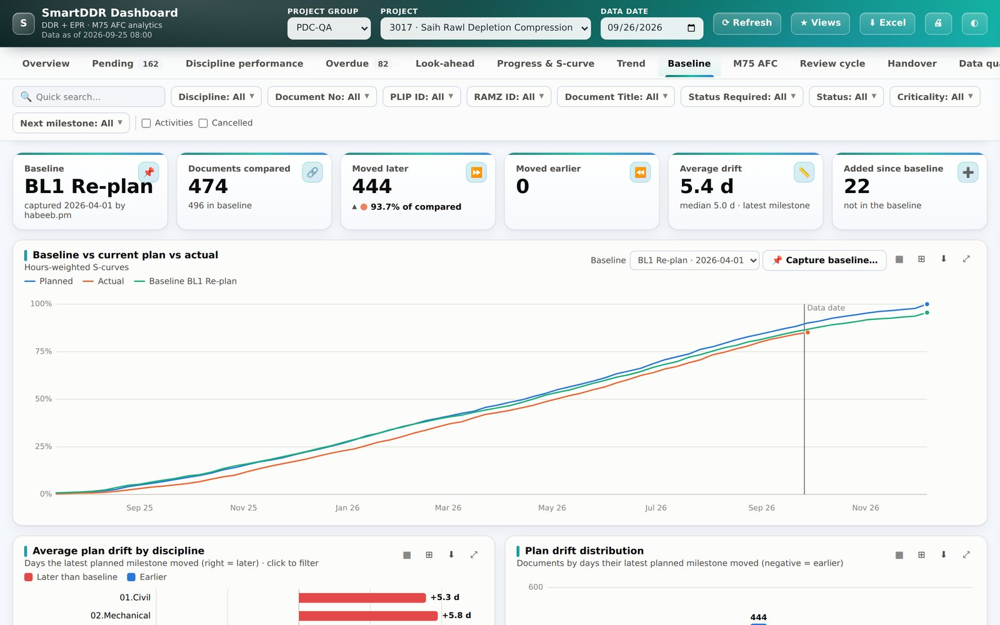 S
SmartDDR Dashboard
DDR + EPR · M75 AFC analytics
Data as of 2026-09-25 08:00
PROJECT GROUP
PDC-QA
PROJECT
3017 · Saih Rawl Depletion Compression
DATA DATE
09/26/2026
⟳ Refresh
★ Views
⬇ Excel
Overview
Pending 162
Discipline performance
Overdue 82
Look-ahead
Progress & S-curve
Trend
Baseline
M75 AFC
Review cycle
Handover
Data qu
Quick search...
Discipline: All
Document No: All
PLIP ID: All
RAMZ ID: All
Document Title: All
Status Required: All
Status: All
Criticality: All
Next milestone: All
Activities
Cancelled
Baseline
BL1 Re-plan
captured 2026-04-01 by
habeeb.pm
Documents compared
474
496 in baseline
Moved later
444
▲ 93.7% of compared
Moved earlier
0
Average drift
5.4 d
median 5.0 d · latest milestone
Added since baseline
22
not in the baseline
Baseline vs current plan vs actual
Hours-weighted S-curves
Baseline
BL1 Re-plan · 2026-04-01
Capture baseline...
Planned
Actual
Baseline BL1 Re-plan
100%
75%
50%
25%
0%
Data date
Sep 25
Nov 25
Jan 26
Mar 26
May 26
Jul 26
Sep 26
Nov 26
Average plan drift by discipline
Days the latest planned milestone moved (right = later) · click to filter
Later than baseline
Earlier
01.Civil
+5.3 d
02.Mechanical
+5.8 d
Plan drift distribution
Documents by days their latest planned milestone moved (negative = earlier)
600
444